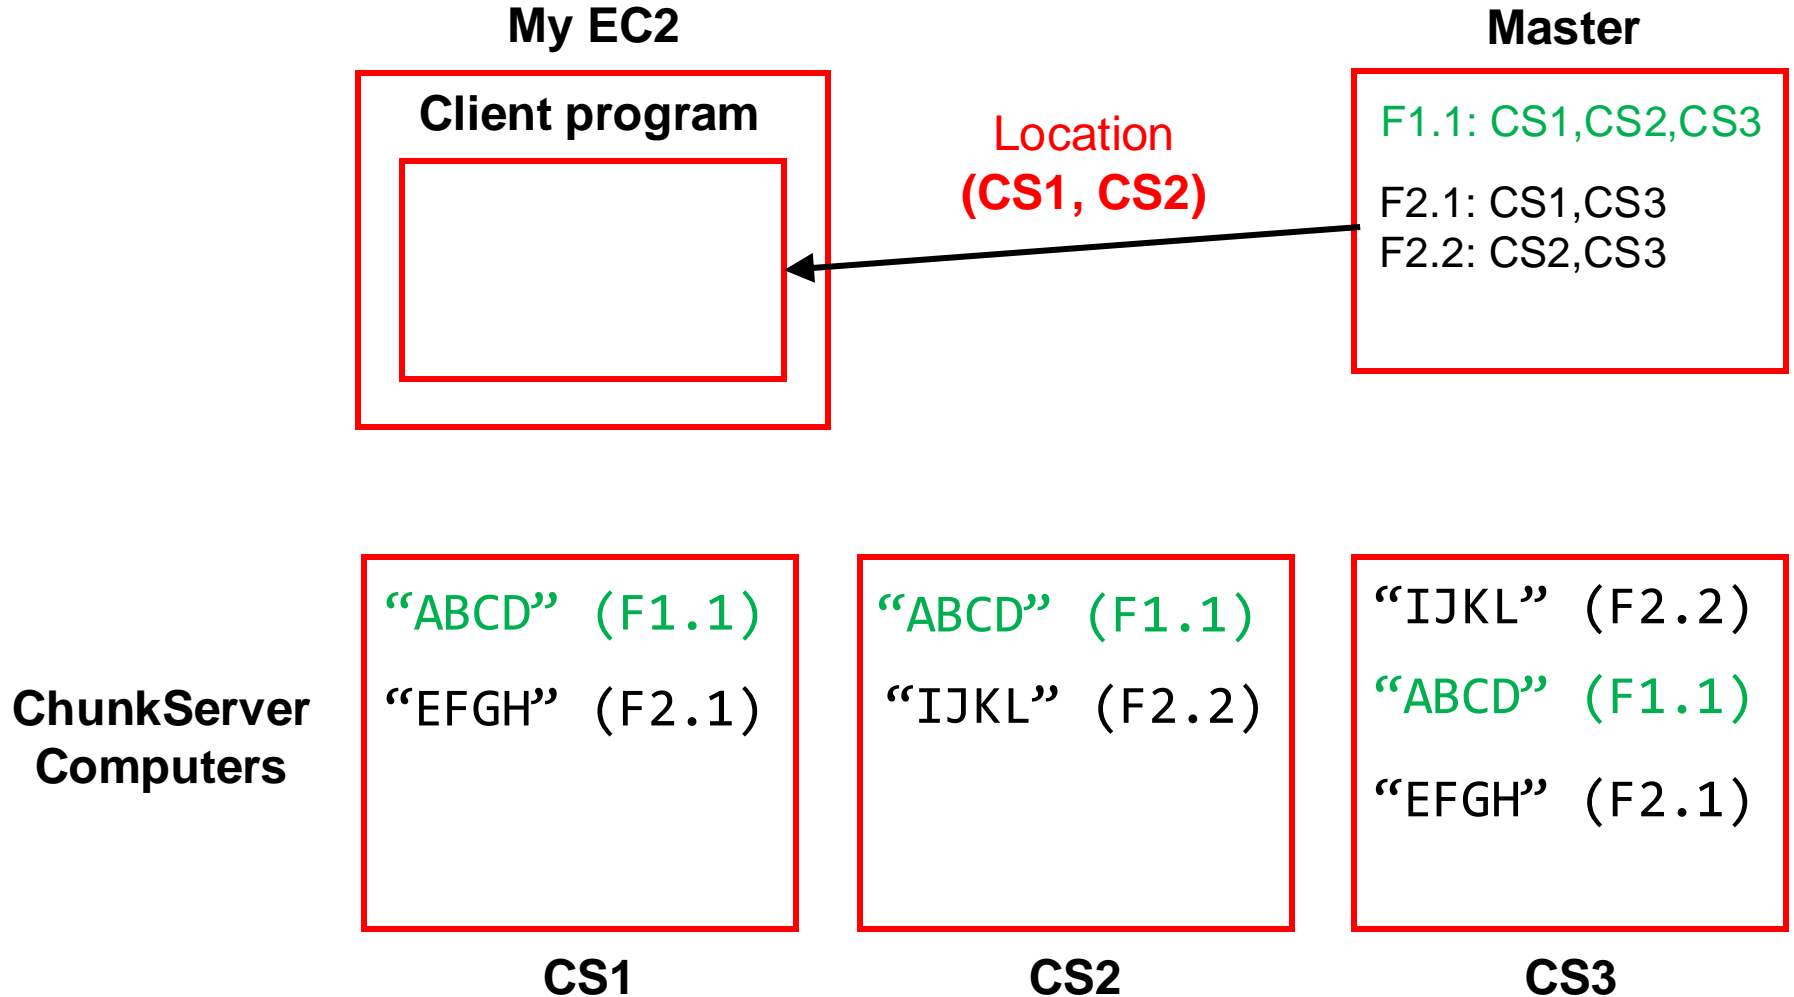 My EC2
Master
Client program
F1.1: CS1,CS2,CS3
Location
(CS1, CS2)
F2.1: CS1,CS3
F2.2: CS2,CS3
“ABCD” (F1.1)
“EFGH” (F2.1)
“ABCD” (F1.1)
“IJKL” (F2.2)
“IJKL” (F2.2)
“ABCD” (F1.1)
“EFGH” (F2.1)
ChunkServer
Computers
CS1
CS2
CS3